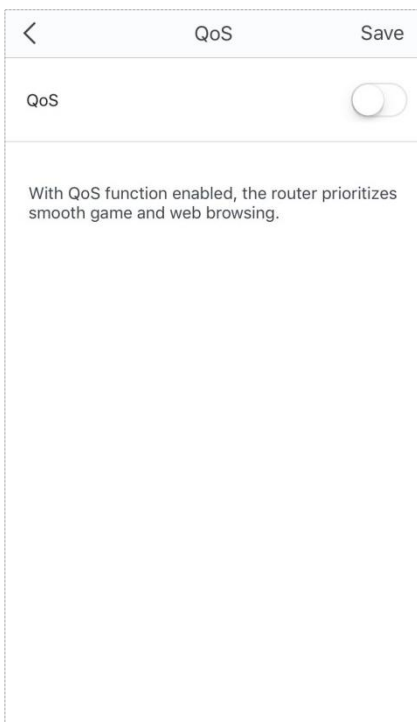 QoS Save
QoS
With QoS function enabled, the router prioritizes
smooth game and web browsing.